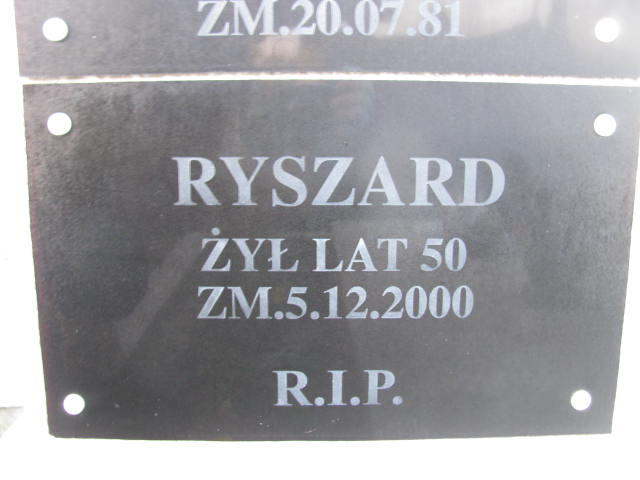 ZM.20.07.81
RYSZARD
ŻYŁ LAT 50
ZM.5.12.2000
R.I.P.